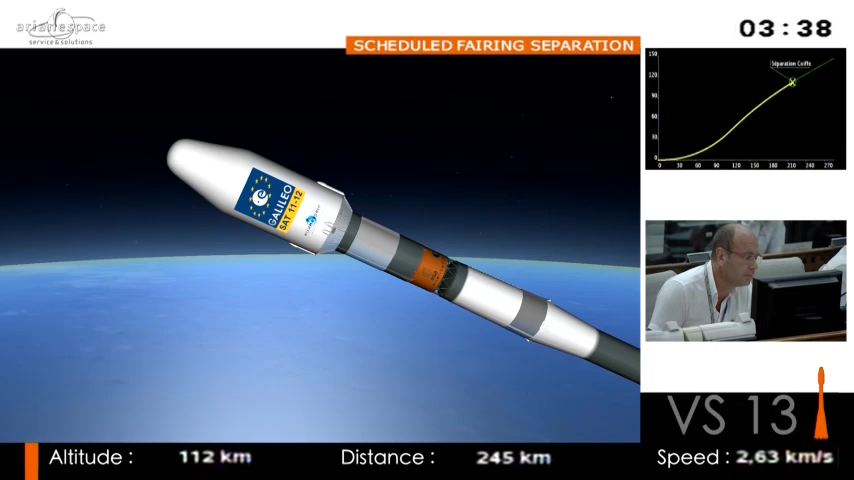 arianespace
service & solutions
SCHEDULED FAIRING SEPARATION
03 : 38
150
120
90
60
30
0
Séparation Coiffe
0 30 60 90 120 150 180 210 240 270
esa
GALILEO
SAT 11-12
VS 13
Altitude : 112 km Distance : 245 km Speed : 2,63 km/s